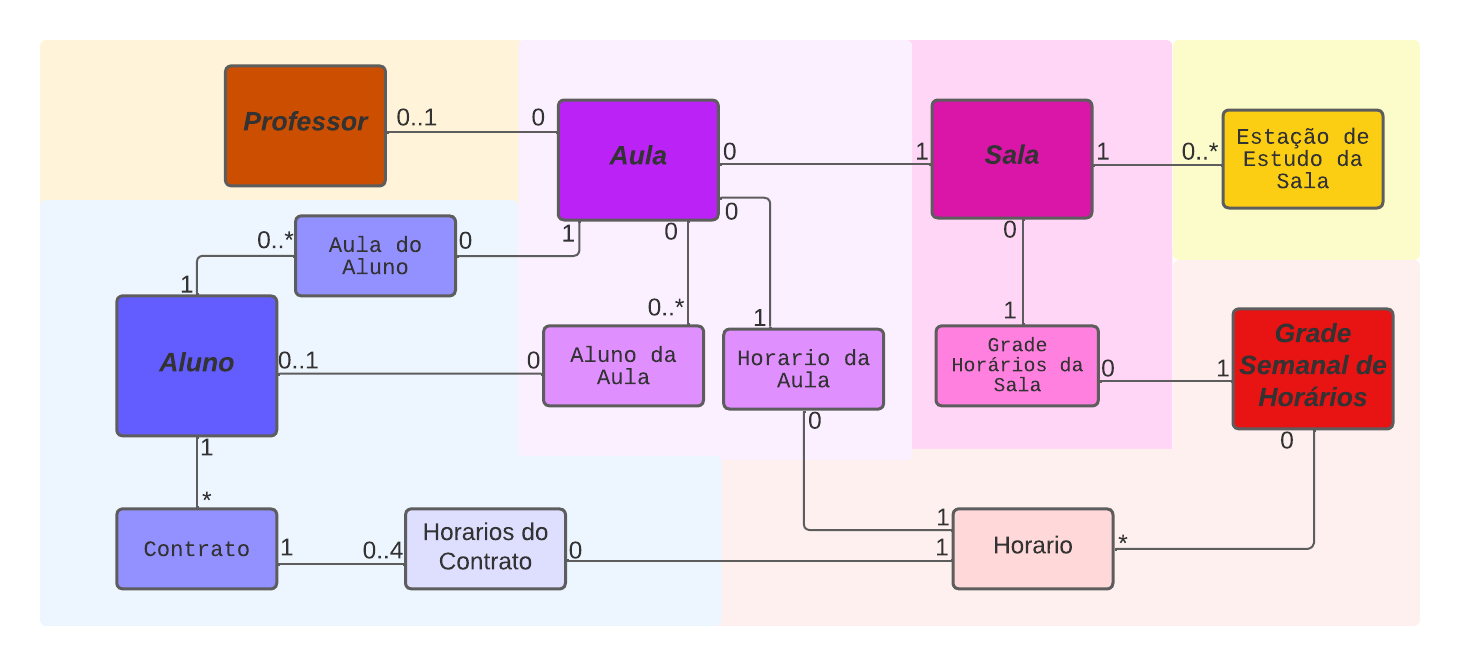 Professor
0..1
0
Aula
0
1
Sala
1
0..*
Estação de
Estudo da
Sala
0..*
Aula do
Aluno
0
1
0
0
0
1
Aluno
0..1
0
0..*
Aluno da
Aula
1
Horario da
Aula
1
Grade
Horários da
Sala
0
1
Grade
Semanal de
Horários
1
*
0
0
Contrato
1
0..4
Horarios do
Contrato
0
1
1
Horario
*